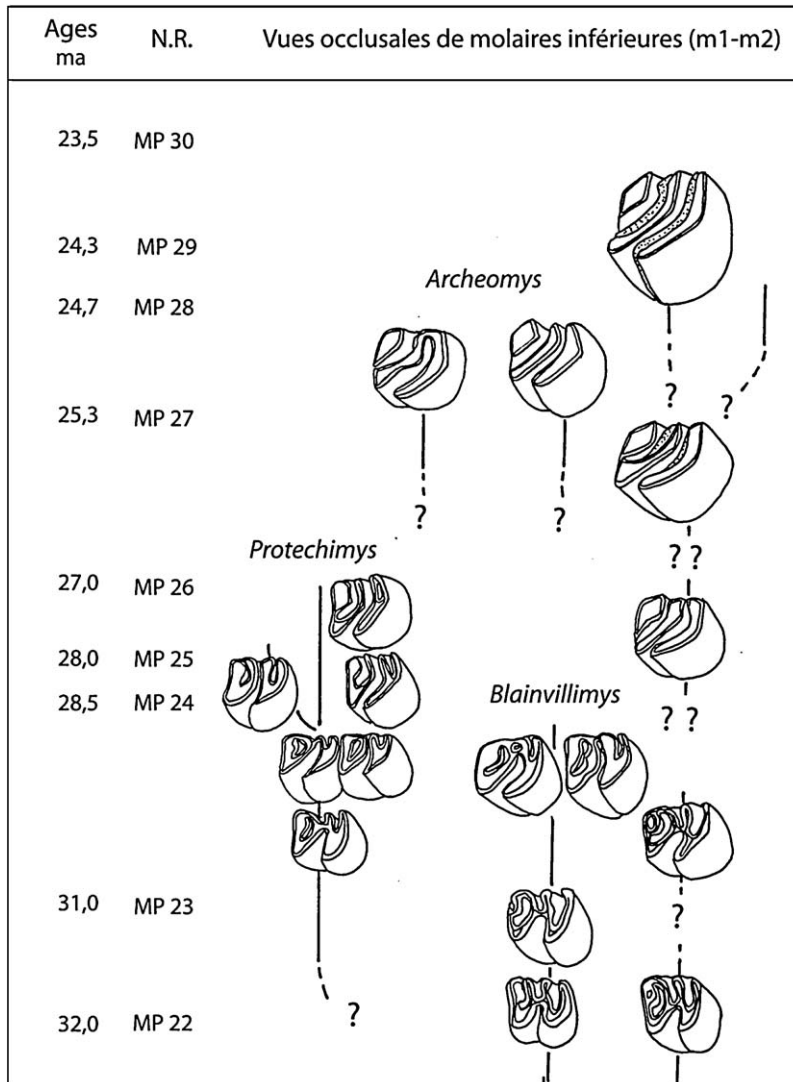 Ages ma N.R. Vues occlusales de molaires inférieures (m1-m2)
23,5 MP 30
24,3 MP 29
Archeomys
24,7 MP 28
? ?
25,3 MP 27
? ?
Protechimys
? ?
27,0 MP 26
28,0 MP 25
28,5 MP 24
Blainvillimys
? ?
31,0 MP 23
?
?
32,0 MP 22